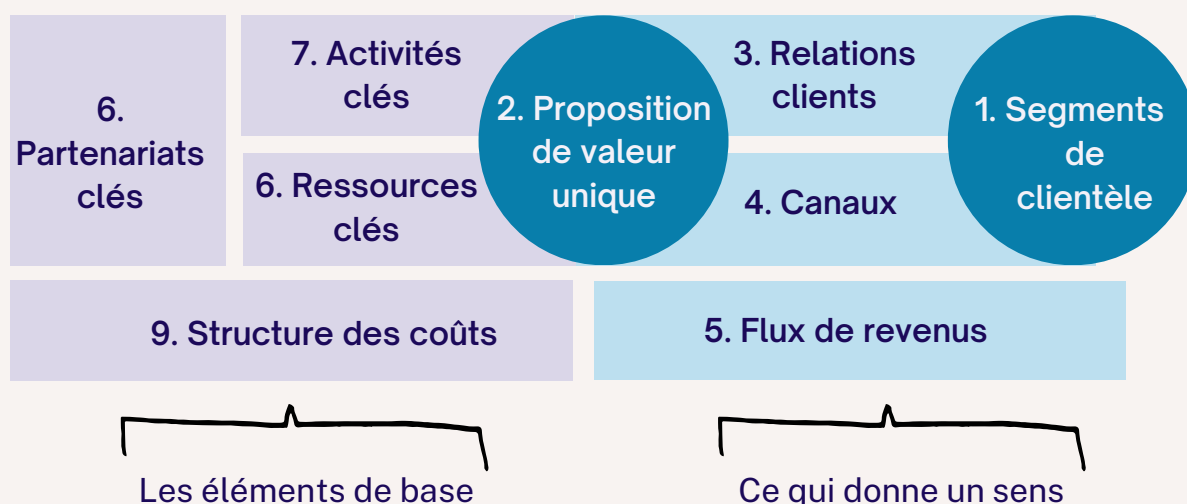 6.
Partenariats
clés
7. Activités
clés
6. Ressources
clés
2. Proposition
de valeur
unique
3. Relations
clients
4. Canaux
1. Segments
de
clientèle
9. Structure des coûts
5. Flux de revenus
Les éléments de base
Ce qui donne un sens